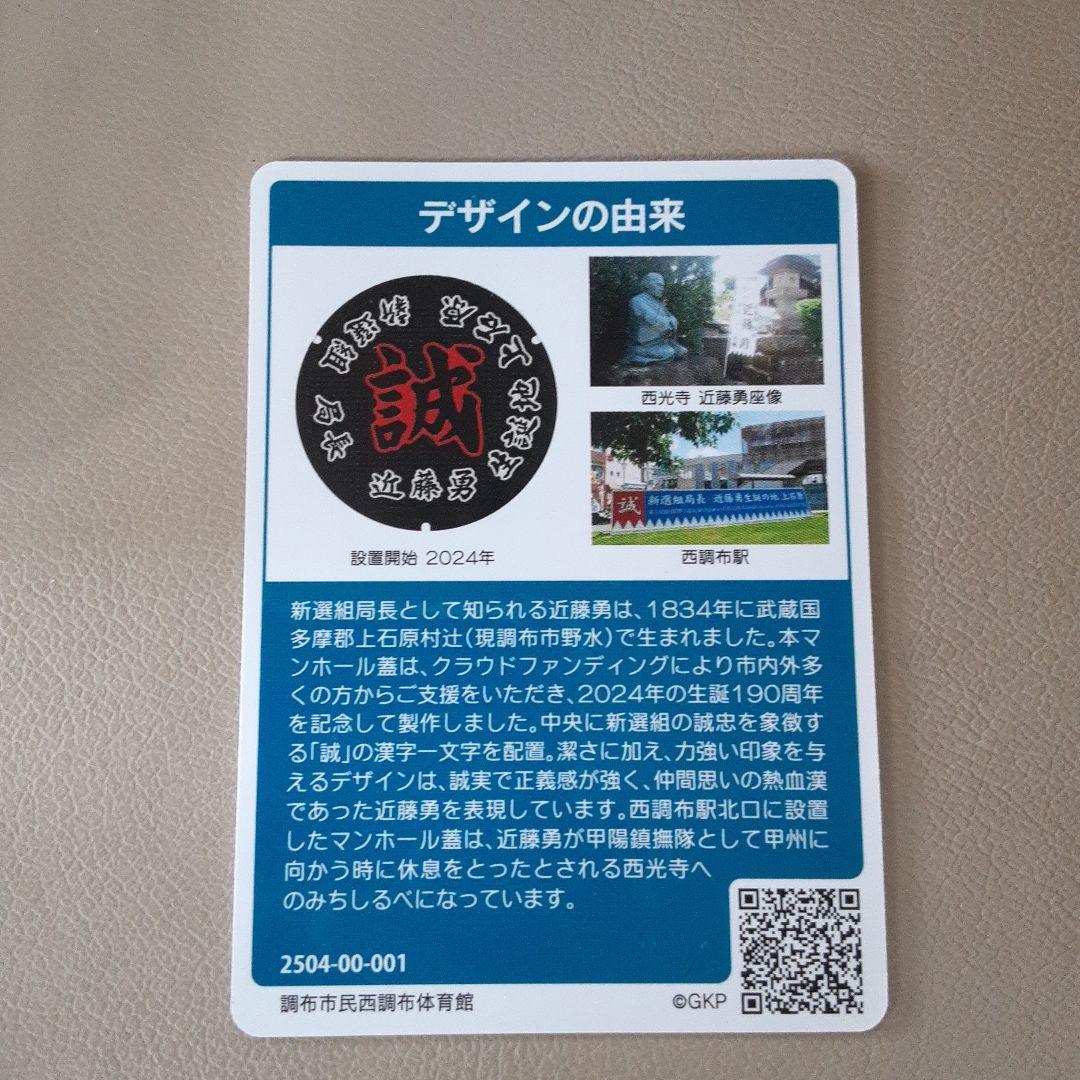 デザインの由来
新選組 局長
近藤勇 生誕地 上石原
誠
設置開始 2024年
西光寺 近藤勇座像
誠 新選組局長 近藤勇生誕の地 上石原
西調布駅
新選組局長として知られる近藤勇は、1834年に武蔵国
多摩郡上石原村辻(現調布市野水)で生まれました。本マ
ンホール蓋は、クラウドファンディングにより市内外多
くの方からご支援をいただき、2024年の生誕190周年
を記念して製作しました。中央に新選組の誠忠を象徴す
る「誠」の漢字一文字を配置。潔さに加え、力強い印象を与
えるデザインは、誠実で正義感が強く、仲間思いの熱血漢
であった近藤勇を表現しています。西調布駅北口に設置
したマンホール蓋は、近藤勇が甲陽鎮撫隊として甲州に
向かう時に休息をとったとされる西光寺へ
のみちしるべになっています。
2504-00-001
調布市民西調布体育館
©GKP